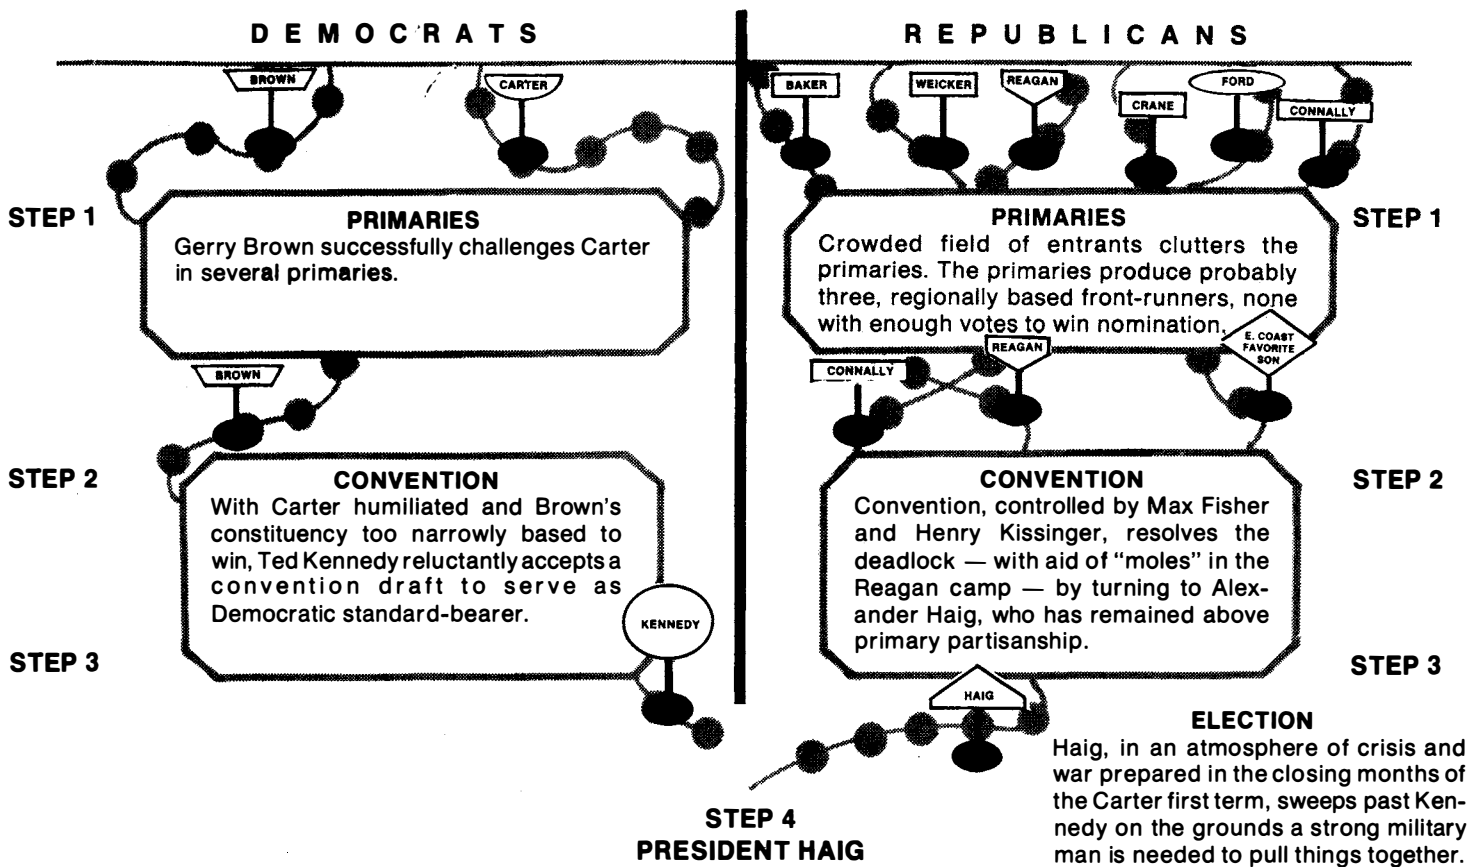 DEMOCRATS
BROWN
CARTER
STEP 1
PRIMARIES
Gerry Brown successfully challenges Carter
in several primaries.
BROWN
STEP 2
CONVENTION
With Carter humiliated and Brown's
constituency too narrowly based to
win, Ted Kennedy reluctantly accepts a
convention draft to serve as
Democratic standard-bearer.
KENNEDY
STEP 3
REPUBLICANS
BAKER
WEICKER
REAGAN
CRANE
FORD
CONNALLY
PRIMARIES
STEP 1
Crowded field of entrants clutters the
primaries. The primaries produce probably
three, regionally based front-runners, none
with enough votes to win nomination.
CONNALLY
REAGAN
E. COAST
FAVORITE
SON
CONVENTION
STEP 2
Convention, controlled by Max Fisher
and Henry Kissinger, resolves the
deadlock — with aid of "moles" in the
Reagan camp — by turning to Alex-
ander Haig, who has remained above
primary partisanship.
STEP 3
HAIG
ELECTION
Haig, in an atmosphere of crisis and
war prepared in the closing months of
the Carter first term, sweeps past Ken-
nedy on the grounds a strong military
man is needed to pull things together.
STEP 4
PRESIDENT HAIG